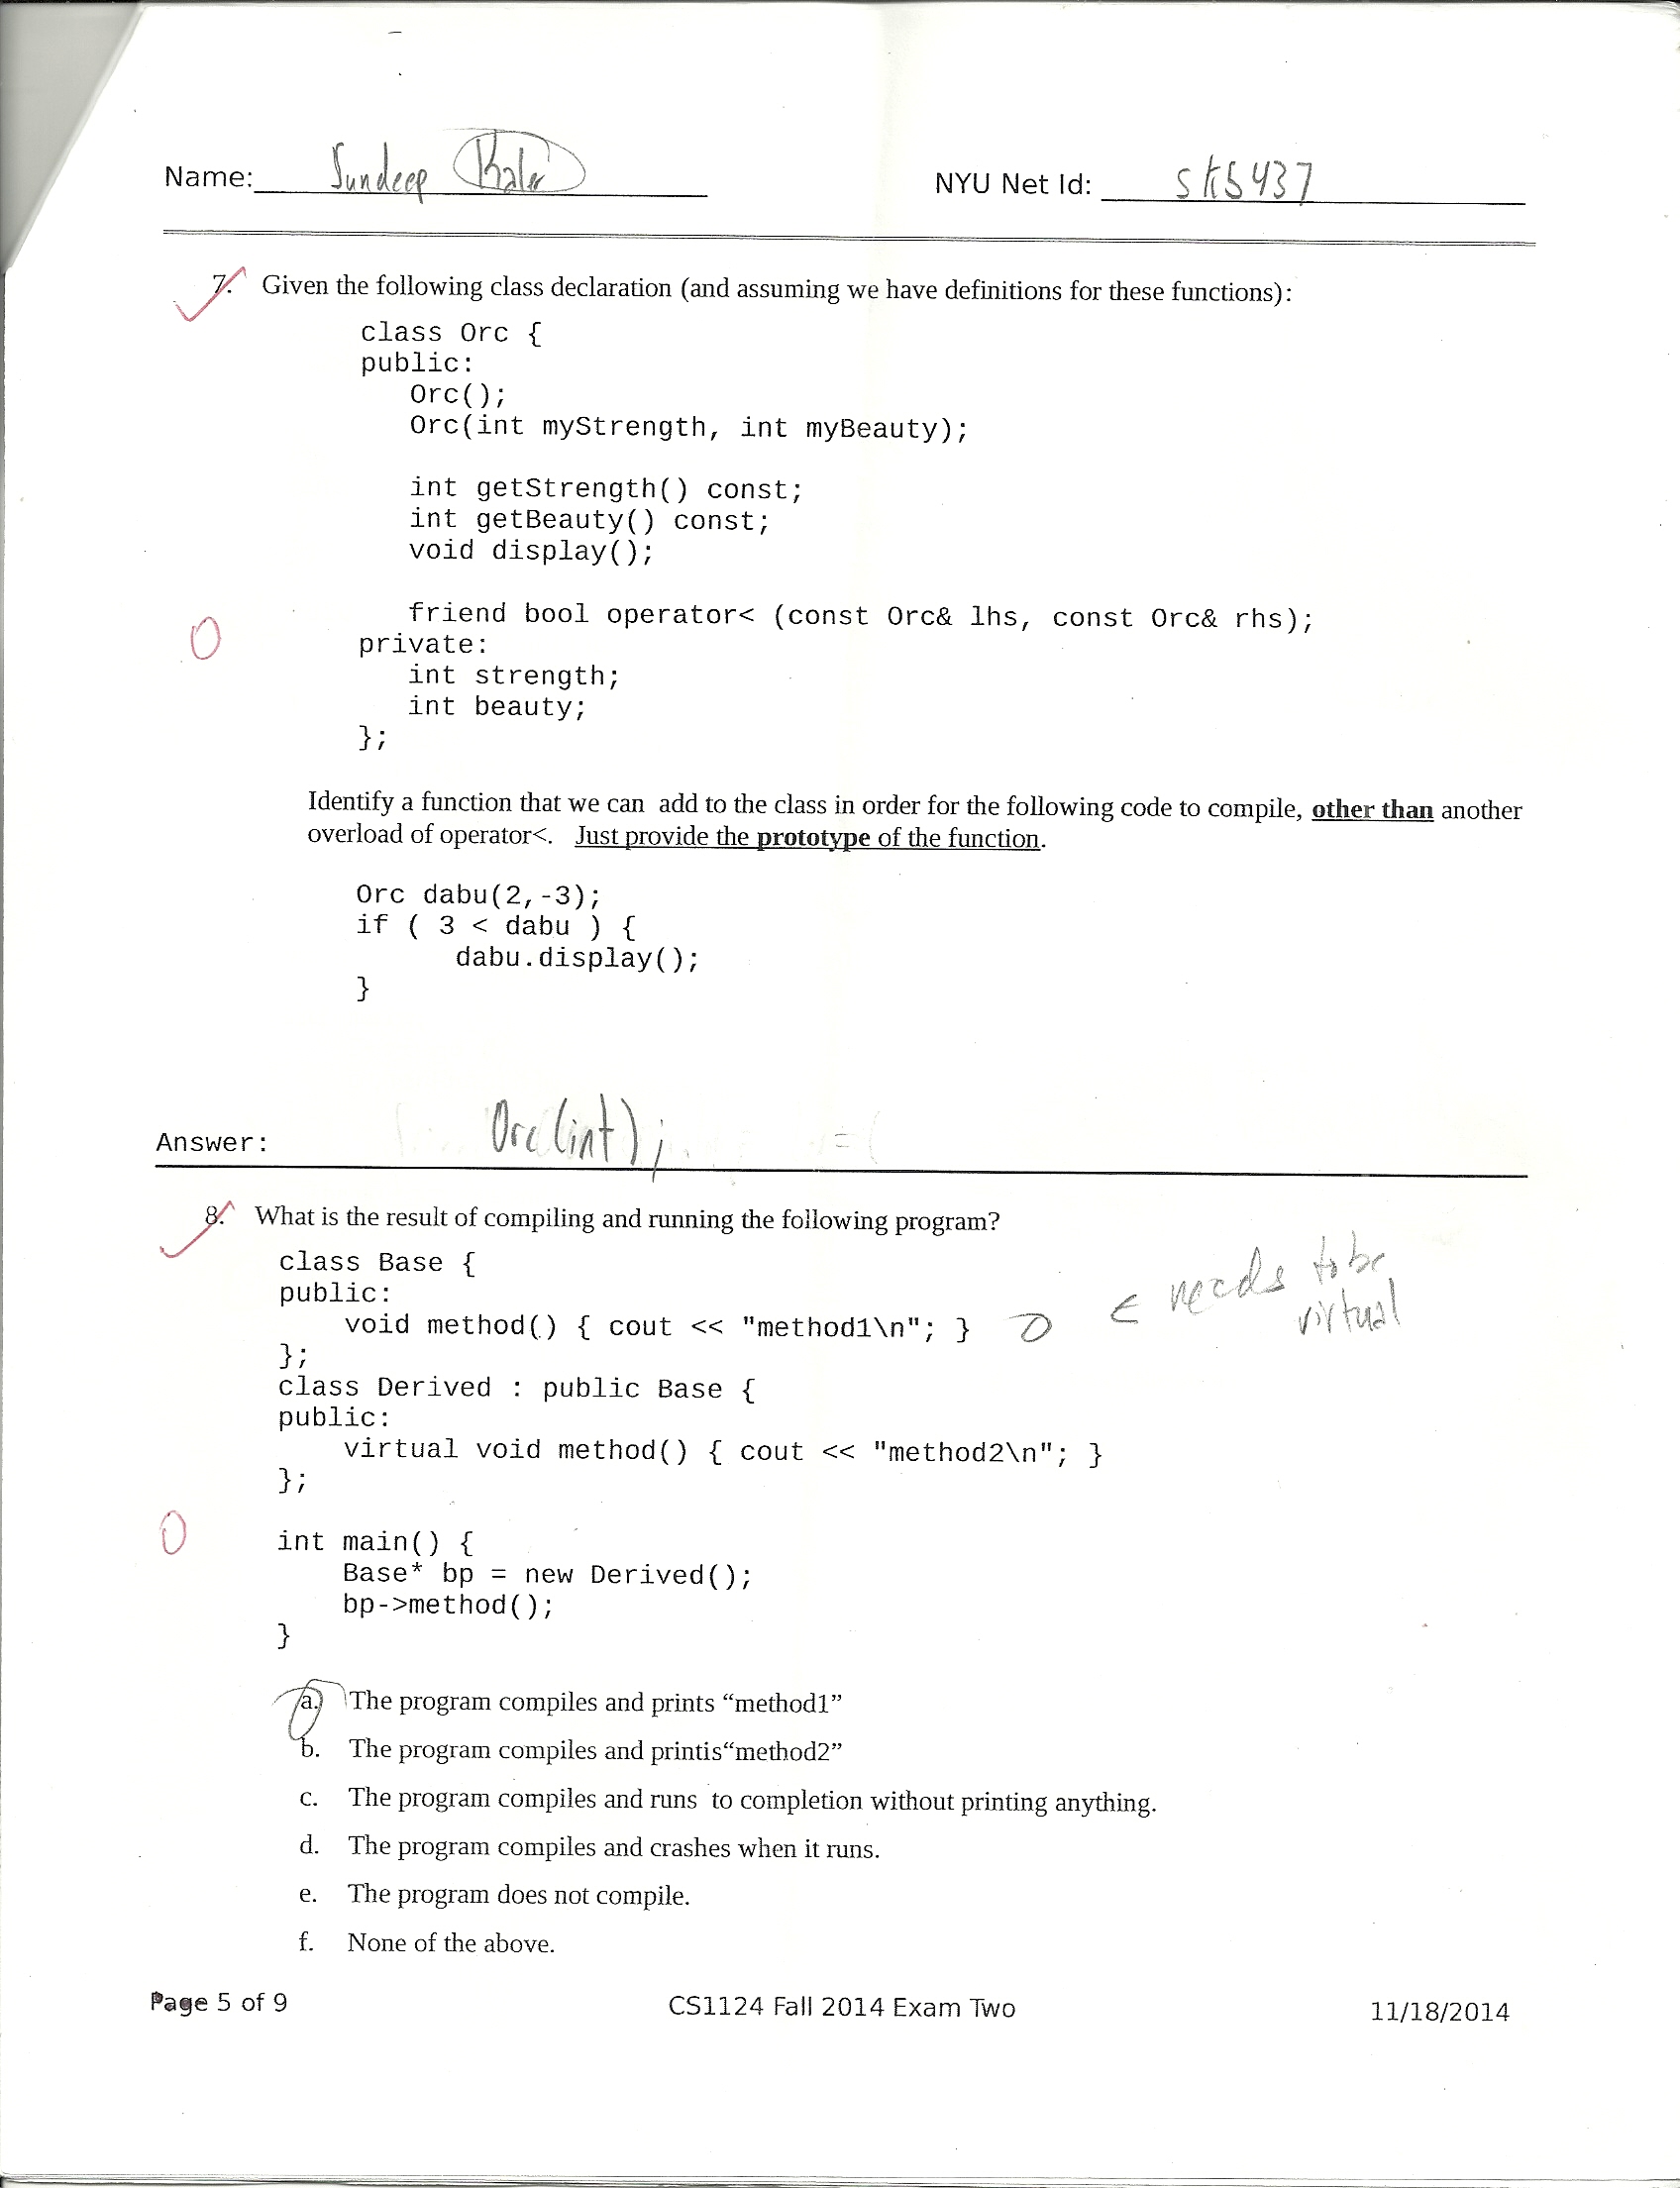 Name: Sundeep Kaler NYU Net Id: skb437
7. Given the following class declaration (and assuming we have definitions for these functions):
class Orc {
public:
Orc();
Orc(int myStrength, int myBeauty);
int getStrength() const;
int getBeauty() const;
void display();
friend bool operator< (const Orc& lhs, const Orc& rhs);
0
private:
int strength;
int beauty;
};
Identify a function that we can add to the class in order for the following code to compile, other than another
overload of operator<. Just provide the prototype of the function.
Orc dabu(2,-3);
if ( 3 < dabu ) {
dabu.display();
}
Answer: Orc(int);
8. What is the result of compiling and running the following program?
class Base {
public:
void method() { cout << "method1\n"; } ← needs to be
virtual
};
class Derived : public Base {
public:
virtual void method() { cout << "method2\n"; }
};
0
int main() {
Base* bp = new Derived();
bp->method();
}
a. The program compiles and prints “method1”
b. The program compiles and printis“method2”
c. The program compiles and runs to completion without printing anything.
d. The program compiles and crashes when it runs.
e. The program does not compile.
f. None of the above.
Page 5 of 9 CS1124 Fall 2014 Exam Two 11/18/2014